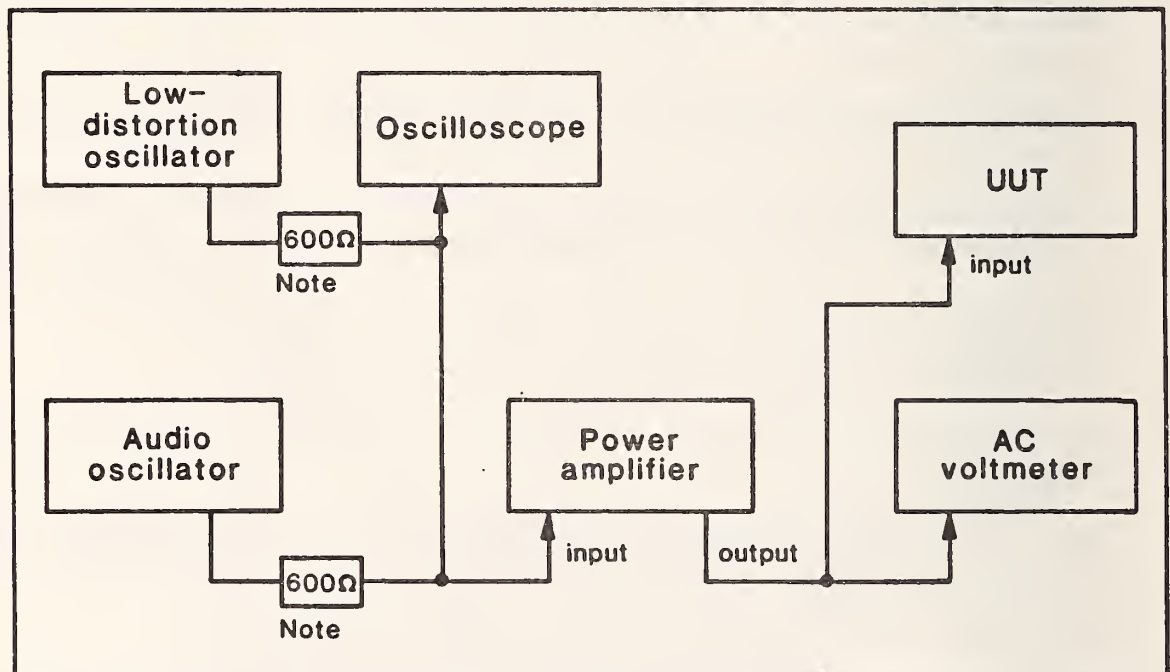 Low-
distortion
oscillator
Oscilloscope
UUT
600Ω
Note
input
Audio
oscillator
Power
amplifier
AC
voltmeter
input
output
600Ω
Note